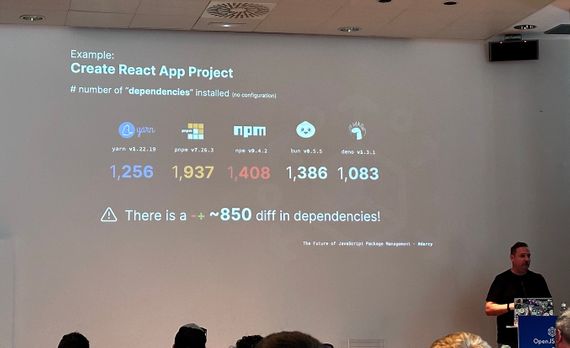 Example:
Create React App Project
# number of "dependencies" installed (no configuration)
yarn pnpm npm
yarn v1.22.19 pnpm v7.26.3 npm v9.4.2 bun v0.5.5 deno v1.3.1
1,256 1,937 1,408 1,386 1,083
There is a -+ ~850 diff in dependencies!
The Future of JavaScript Package Management - @darcy
OpenJS